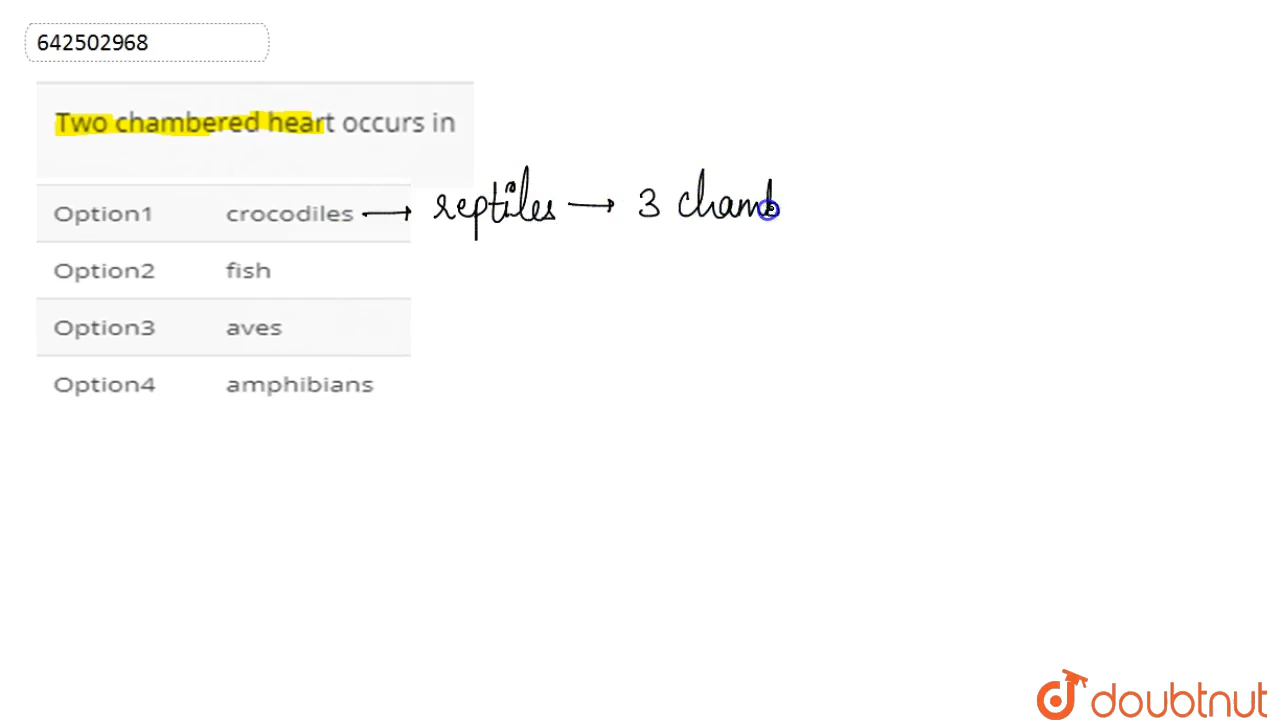 642502968
Two chambered heart occurs in
Option1 crocodiles → reptiles → 3 chamb
Option2 fish
Option3 aves
Option4 amphibians
doubtnut